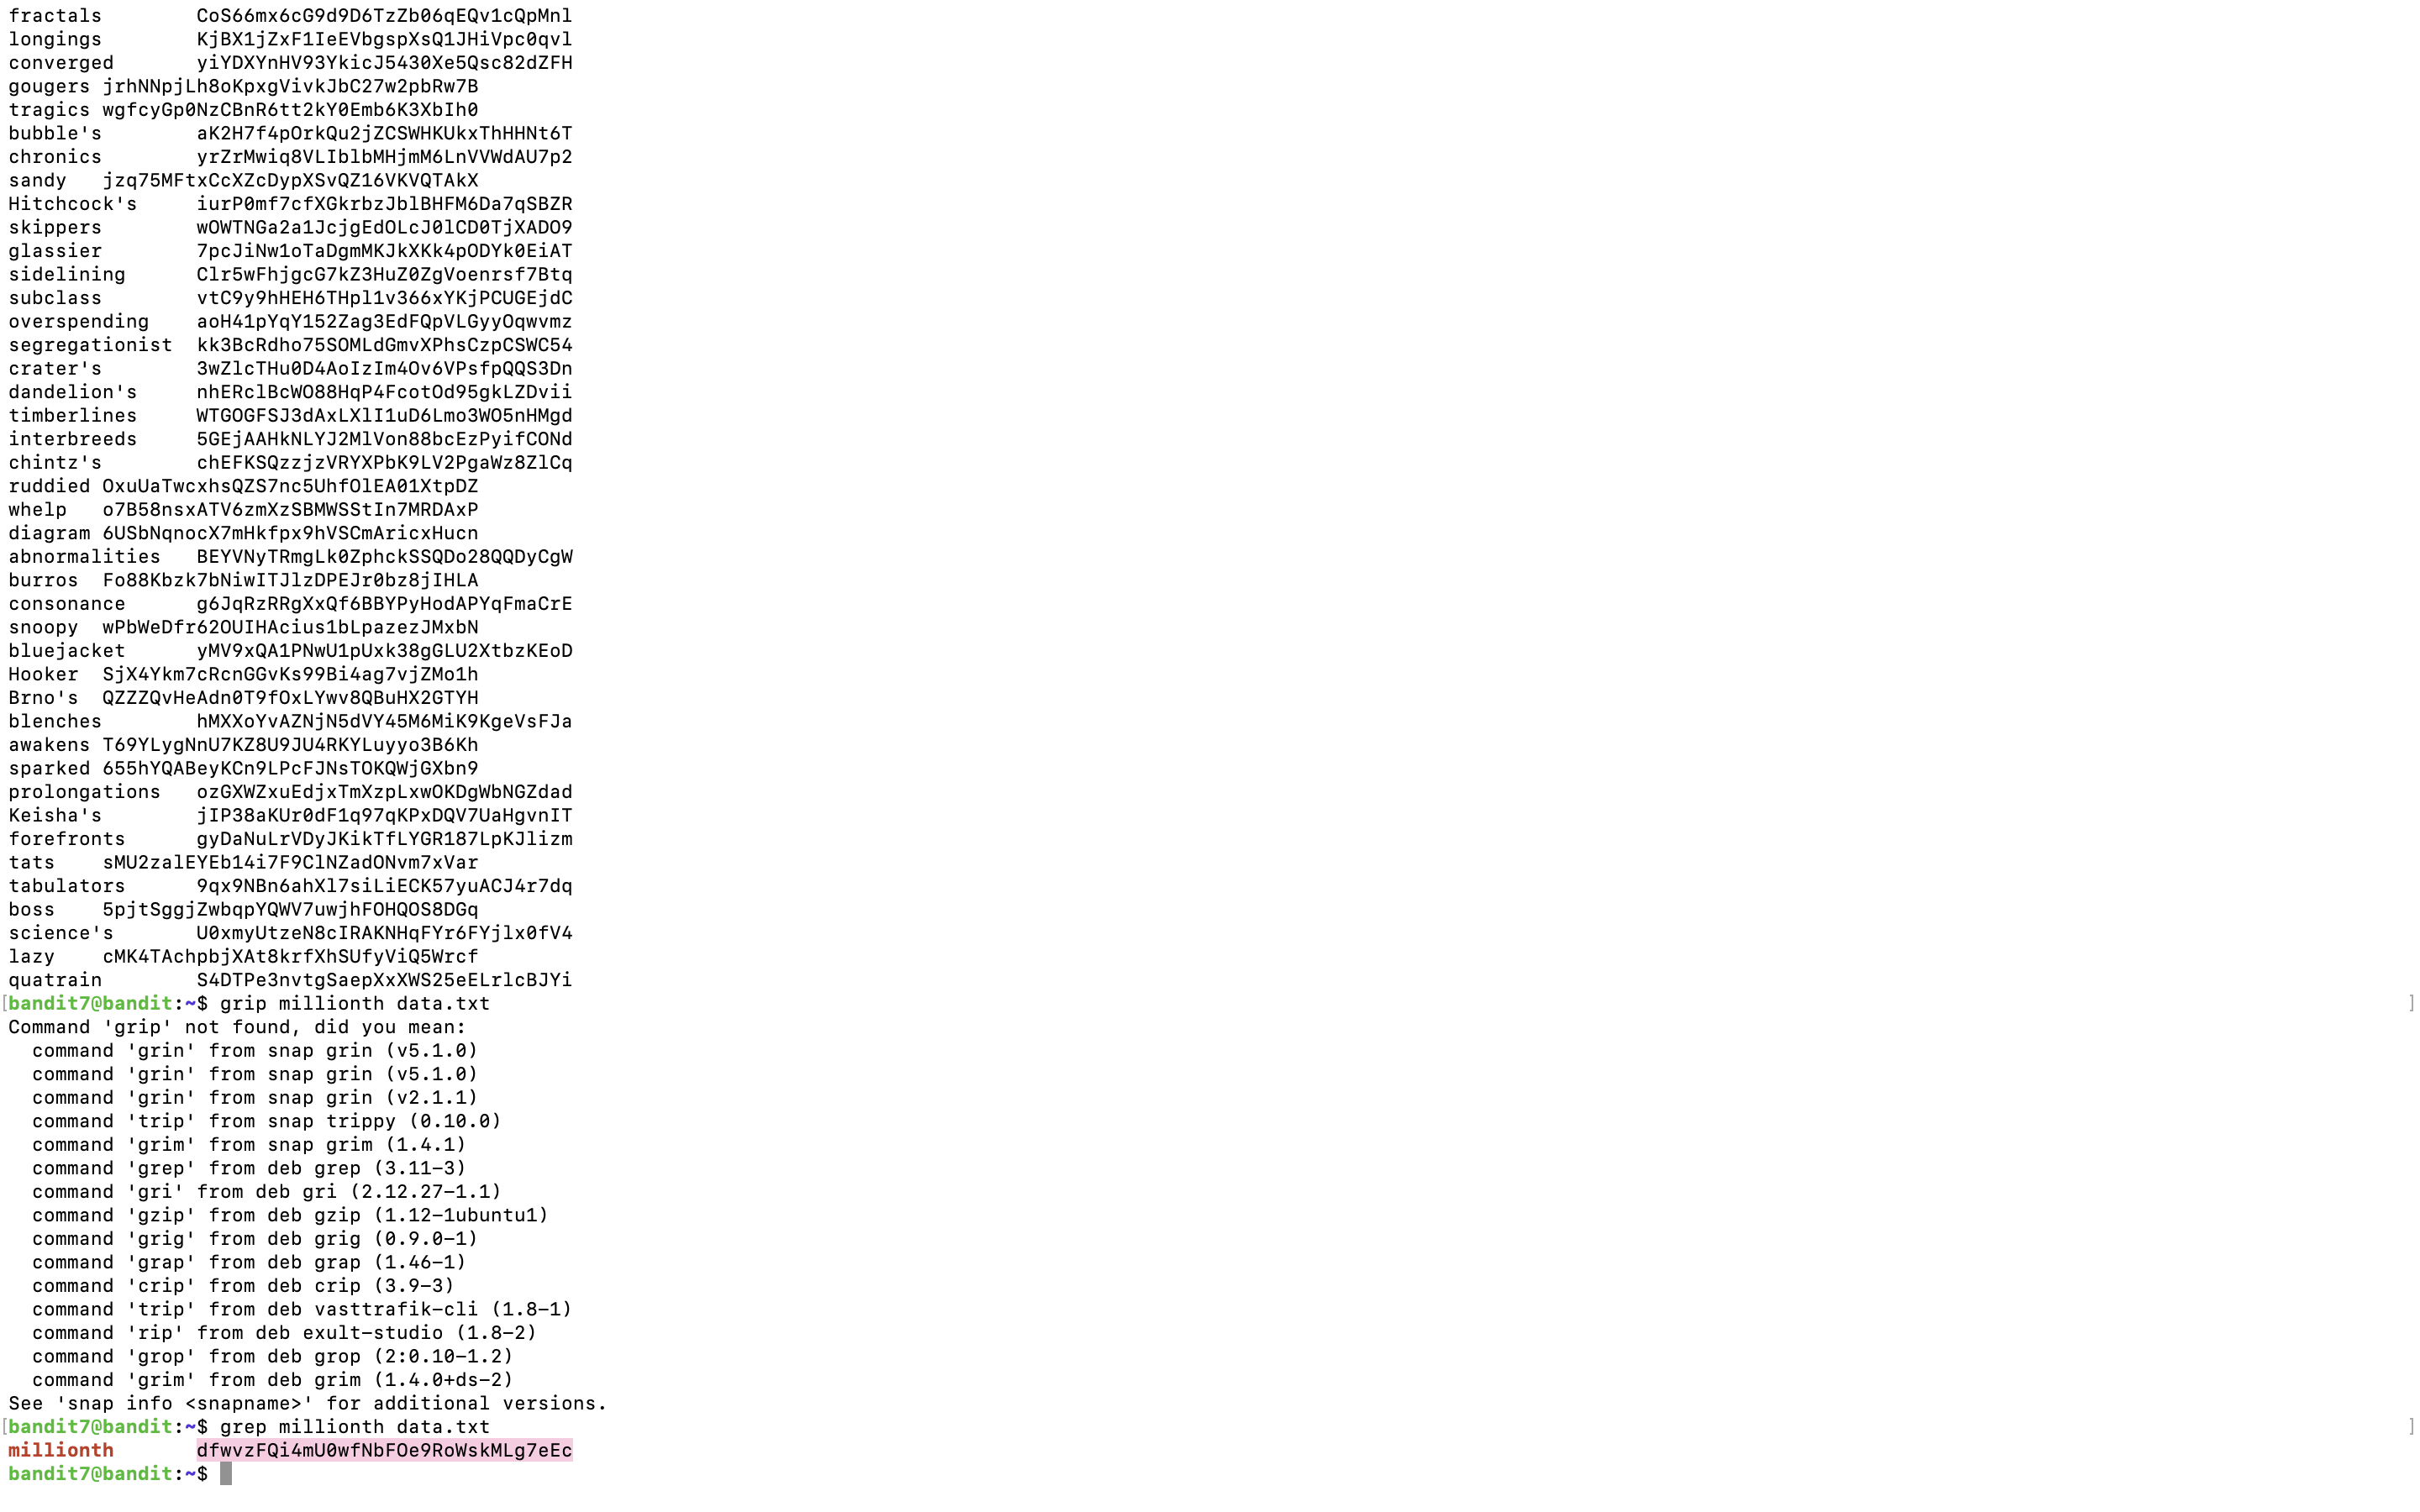 fractals        CoS66mx6cG9d9D6TzZb06qEQv1cQpMnl
longings        KjBX1jZxF1IeEVbgspXsQ1JHiVpc0qvl
converged       yiYDXYnHV93YkicJ5430Xe5Qsc82dZFH
gougers jrhNNpjLh8oKpxgVivkJbC27w2pbRw7B
tragics wgfcyGp0NzCBnR6tt2kY0Emb6K3XbIh0
bubble's        aK2H7f4pOrkQu2jZCSWHKUkxThHHNt6T
chronics        yrZrMwiq8VLIblbMHjmM6LnVVWdAU7p2
sandy   jzq75MFtxCcXZcDypXSvQZ16VKVQTAkX
Hitchcock's     iurP0mf7cfXGkrbzJblBHFM6Da7qSBZR
skippers        wOWTNGa2a1JcjgEdOLcJ0lCD0TjXADO9
glassier        7pcJiNw1oTaDgmMKJkXKk4pODYk0EiAT
sidelining      Clr5wFhjgcG7kZ3HuZ0ZgVoenrsf7Btq
subclass        vtC9y9hHEH6THpl1v366xYKjPCUGEjdC
overspending    aoH41pYqY152Zag3EdFQpVLGyyOqwvmz
segregationist  kk3BcRdho75SOMLdGmvXPhsCzpCSWC54
crater's        3wZlcTHu0D4AoIzIm4Ov6VPsfpQQS3Dn
dandelion's     nhERclBcWO88HqP4FcotOd95gkLZDvii
timberlines     WTGOGFSJ3dAxLXlI1uD6Lmo3WO5nHMgd
interbreeds     5GEjAAHkNLYJ2MlVon88bcEzPyifCONd
chintz's        chEFKSQzzjzVRYXPbK9LV2PgaWz8ZlCq
ruddied OxuUaTwcxhsQZS7nc5UhfOlEA01XtpDZ
whelp   o7B58nsxATV6zmXzSBMWSStIn7MRDAxP
diagram 6USbNqnocX7mHkfpx9hVSCmAricxHucn
abnormalities   BEYVNyTRmgLk0ZphckSSQDo28QQDyCgW
burros  Fo88Kbzk7bNiwITJlzDPEJr0bz8jIHLA
consonance      g6JqRzRRgXxQf6BBYPyHodAPYqFmaCrE
snoopy  wPbWeDfr62OUIHAcius1bLpazezJMxbN
bluejacket      yMV9xQA1PNwU1pUxk38gGLU2XtbzKEoD
Hooker  SjX4Ykm7cRcnGGvKs99Bi4ag7vjZMo1h
Brno's  QZZZQvHeAdn0T9fOxLYwv8QBuHX2GTYH
blenches        hMXXoYvAZNjN5dVY45M6MiK9KgeVsFJa
awakens T69YLygNnU7KZ8U9JU4RKYLuyyo3B6Kh
sparked 655hYQABeyKCn9LPcFJNsTOKQWjGXbn9
prolongations   ozGXWZxuEdjxTmXzpLxwOKDgWbNGZdad
Keisha's        jIP38aKUr0dF1q97qKPxDQV7UaHgvnIT
forefronts      gyDaNuLrVDyJKikTfLYGR187LpKJlizm
tats    sMU2zalEYEb14i7F9ClNZadONvm7xVar
tabulators      9qx9NBn6ahXl7siLiECK57yuACJ4r7dq
boss    5pjtSggjZwbqpYQWV7uwjhFOHQOS8DGq
science's       U0xmyUtzeN8cIRAKNHqFYr6FYjlx0fV4
lazy    cMK4TAchpbjXAt8krfXhSUfyViQ5Wrcf
quatrain        S4DTPe3nvtgSaepXxXWS25eELrlcBJYi
[bandit7@bandit:~$ grip millionth data.txt ]
Command 'grip' not found, did you mean:
  command 'grin' from snap grin (v5.1.0)
  command 'grin' from snap grin (v5.1.0)
  command 'grin' from snap grin (v2.1.1)
  command 'trip' from snap trippy (0.10.0)
  command 'grim' from snap grim (1.4.1)
  command 'grep' from deb grep (3.11-3)
  command 'gri' from deb gri (2.12.27-1.1)
  command 'gzip' from deb gzip (1.12-1ubuntu1)
  command 'grig' from deb grig (0.9.0-1)
  command 'grap' from deb grap (1.46-1)
  command 'crip' from deb crip (3.9-3)
  command 'trip' from deb vasttrafik-cli (1.8-1)
  command 'rip' from deb exult-studio (1.8-2)
  command 'grop' from deb grop (2:0.10-1.2)
  command 'grim' from deb grim (1.4.0+ds-2)
See 'snap info <snapname>' for additional versions.
[bandit7@bandit:~$ grep millionth data.txt ]
millionth       dfwvzFQi4mU0wfNbFOe9RoWskMLg7eEc
bandit7@bandit:~$